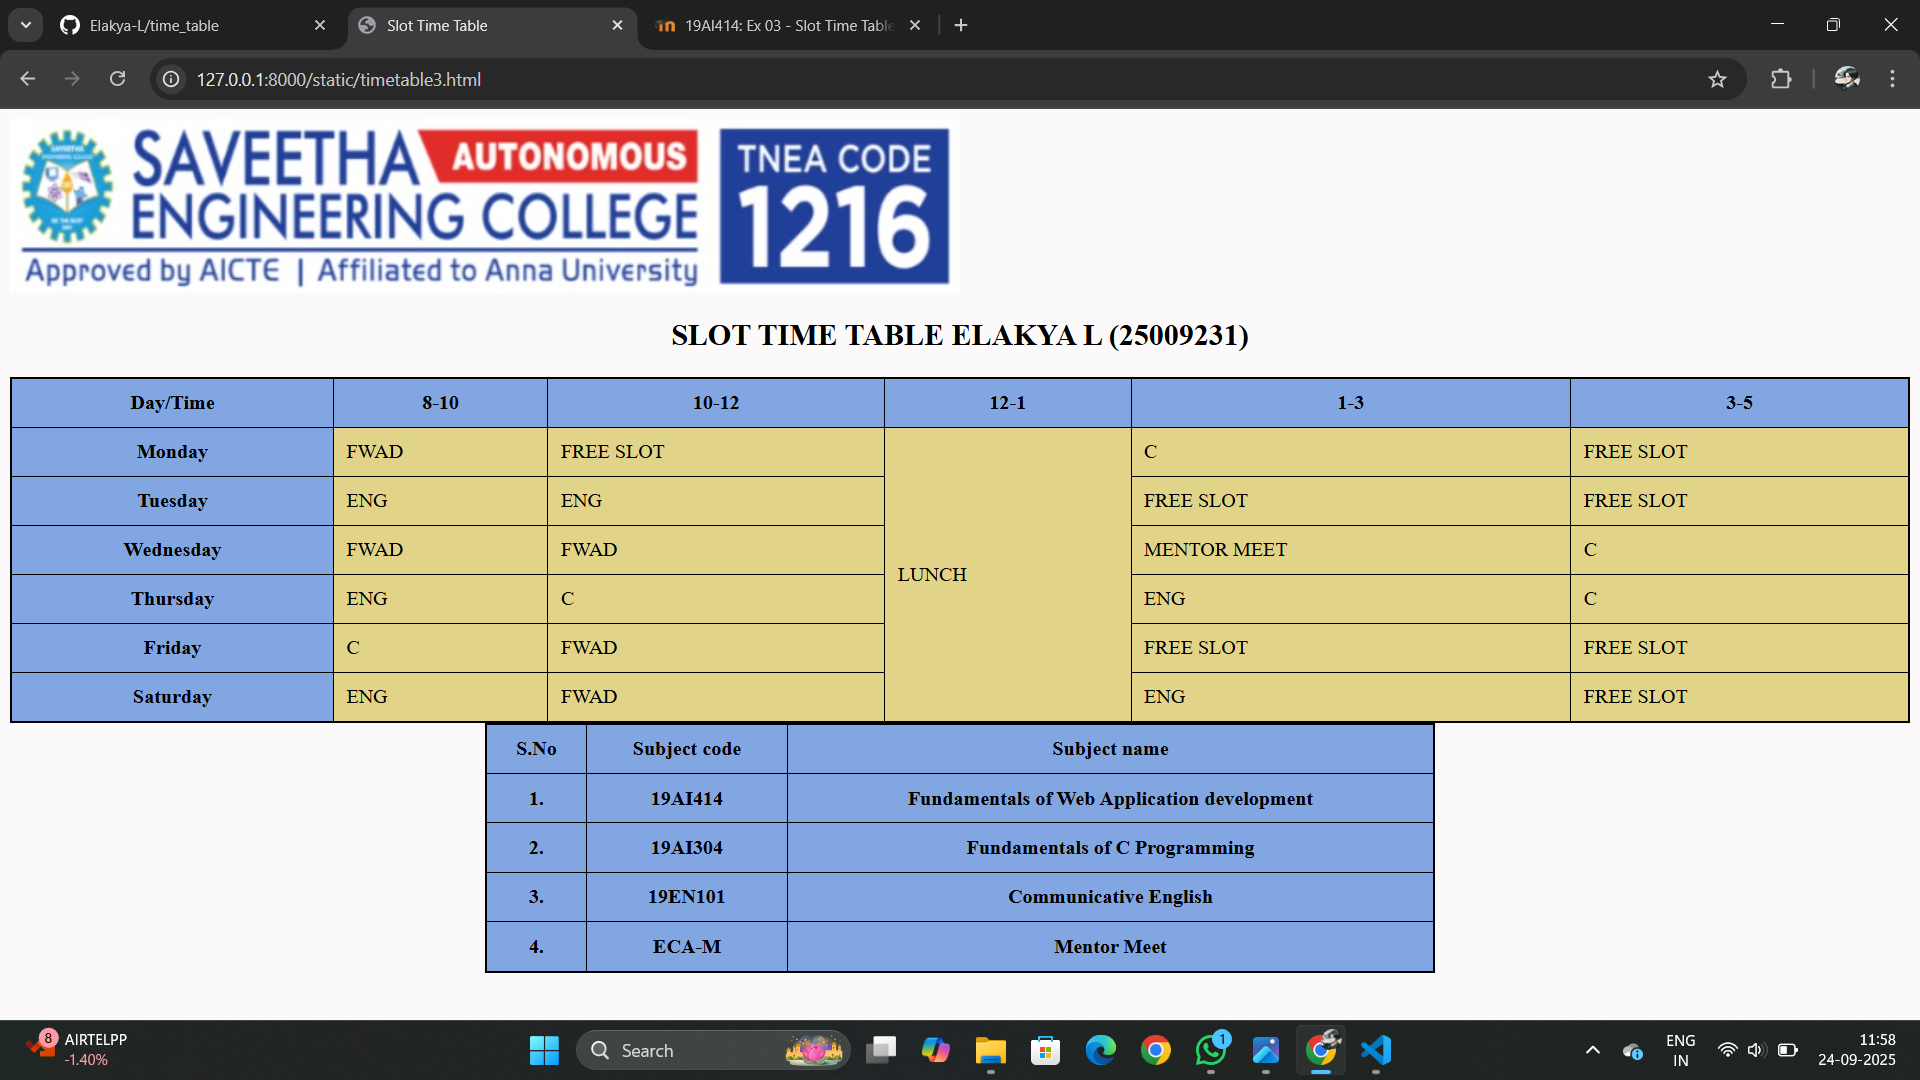 Elakya-L/time_table
Slot Time Table
19AI414: Ex 03 - Slot Time Table
127.0.0.1:8000/static/timetable3.html
SAVEETHA AUTONOMOUS
ENGINEERING COLLEGE
Approved by AICTE | Affiliated to Anna University
TNEA CODE
1216
SLOT TIME TABLE ELAKYA L (25009231)
Day/Time 8-10 10-12 12-1 1-3 3-5
Monday FWAD FREE SLOT C FREE SLOT
Tuesday ENG ENG FREE SLOT FREE SLOT
Wednesday FWAD FWAD MENTOR MEET C
LUNCH
Thursday ENG C ENG C
Friday C FWAD FREE SLOT FREE SLOT
Saturday ENG FWAD ENG FREE SLOT
S.No Subject code Subject name
1. 19AI414 Fundamentals of Web Application development
2. 19AI304 Fundamentals of C Programming
3. 19EN101 Communicative English
4. ECA-M Mentor Meet
8
AIRTELPP
-1.40%
Search
1
ENG
IN
11:58
24-09-2025